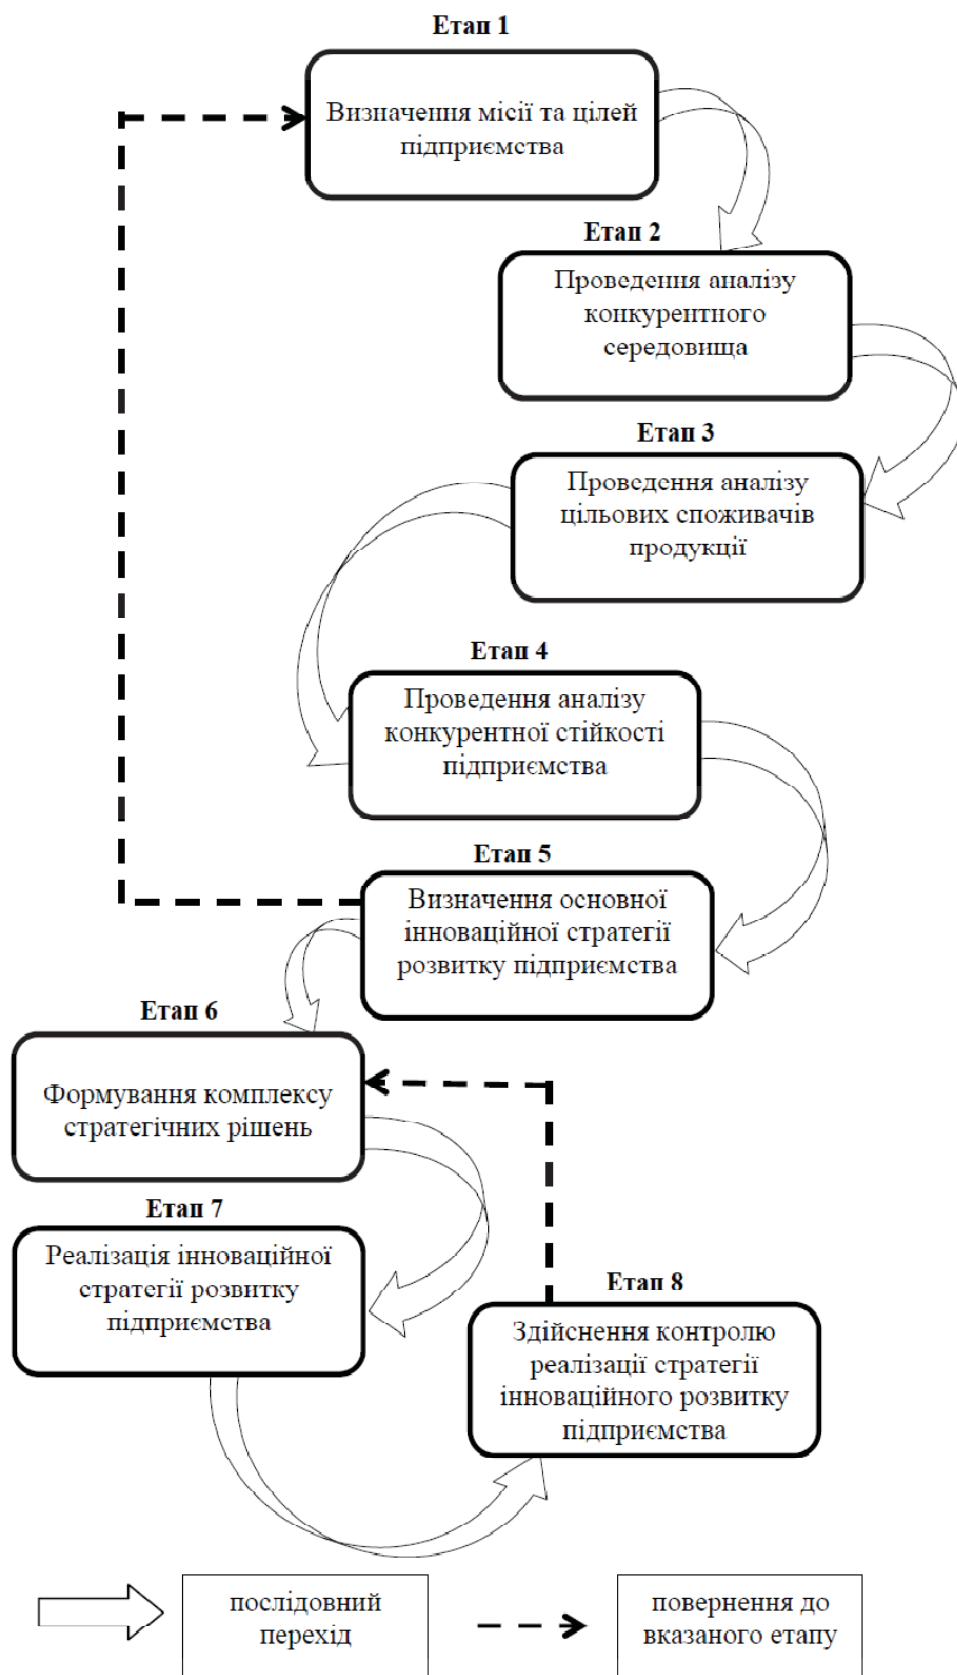 Етап 1
Визначення місії та цілей
підприємства
Етап 2
Проведення аналізу
конкурентного
середовища
Етап 3
Проведення аналізу
цільових споживачів
продукції
Етап 4
Проведення аналізу
конкурентної стійкості
підприємства
Етап 5
Визначення основної
інноваційної стратегії
розвитку підприємства
Етап 6
Формування комплексу
стратегічних рішень
Етап 7
Реалізація інноваційної
стратегії розвитку
підприємства
Етап 8
Здійснення контролю
реалізації стратегії
інноваційного розвитку
підприємства
послідовний
перехід
повернення до
вказаного етапу